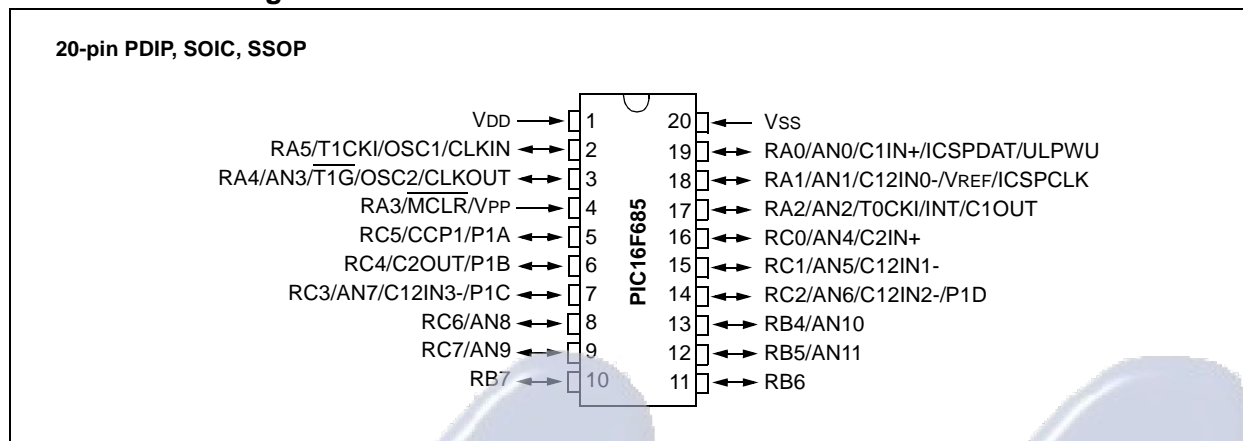 20-pin PDIP, SOIC, SSOP
VDD 1 20 VSS
RA5/T1CKI/OSC1/CLKIN 2 19 RA0/AN0/C1IN+/ICSPDAT/ULPWU
RA4/AN3/T1G/OSC2/CLKOUT 3 18 RA1/AN1/C12IN0-/VREF/ICSPCLK
RA3/MCLR/VPP 4 17 RA2/AN2/T0CKI/INT/C1OUT
RC5/CCP1/P1A 5 16 RC0/AN4/C2IN+
RC4/C2OUT/P1B 6 15 RC1/AN5/C12IN1-
RC3/AN7/C12IN3-/P1C 7 14 RC2/AN6/C12IN2-/P1D
RC6/AN8 8 13 RB4/AN10
RC7/AN9 9 12 RB5/AN11
RB7 10 11 RB6
PIC16F685